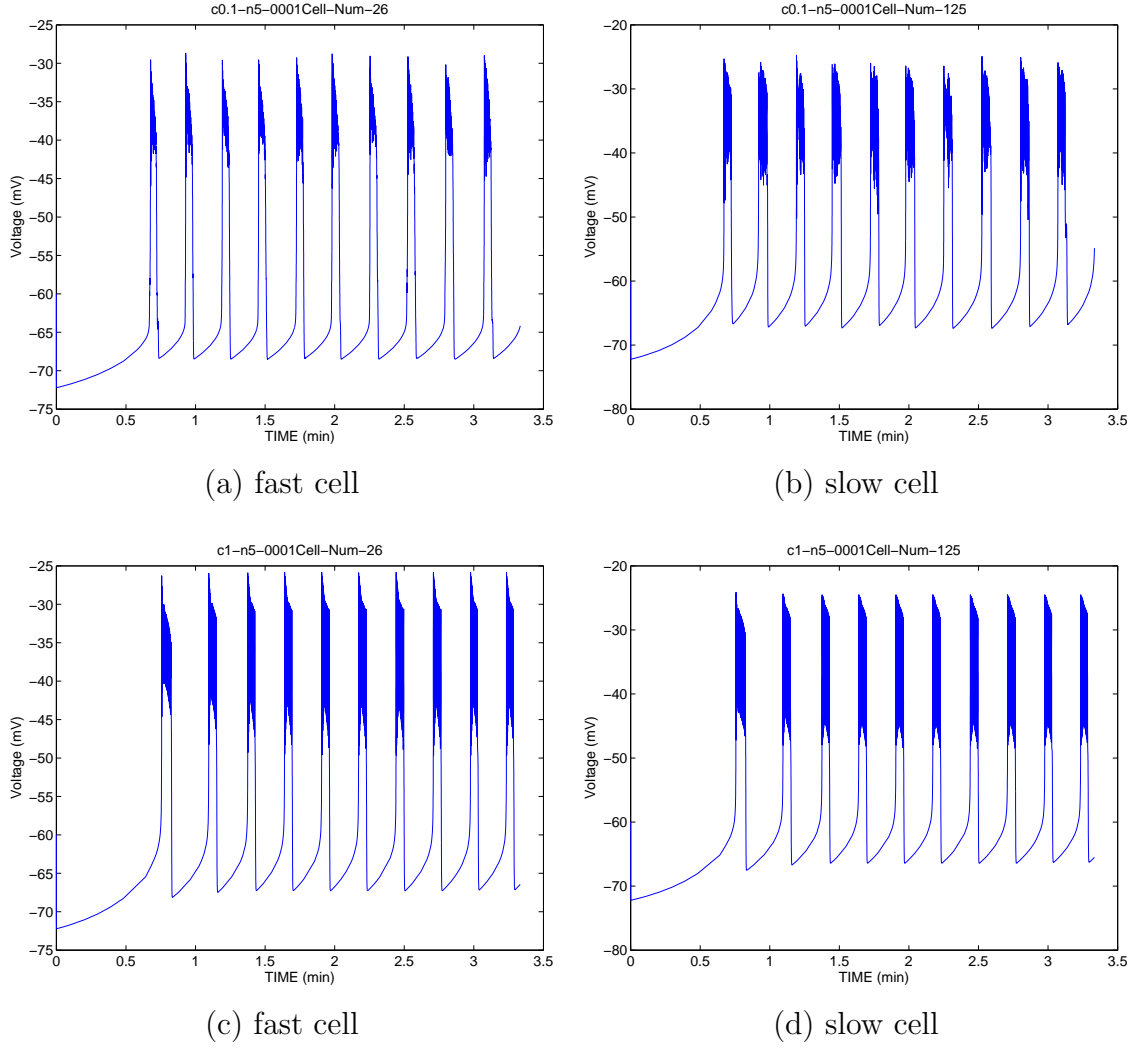 c0.1−n5−0001Cell−Num−26
−25
−30
−35
−40
−45
−50
−55
−60
−65
−70
−75
Voltage (mV)
0 0.5 1 1.5 2 2.5 3 3.5
TIME (min)
(a) fast cell
c0.1−n5−0001Cell−Num−125
−20
−30
−40
−50
−60
−70
−80
Voltage (mV)
0 0.5 1 1.5 2 2.5 3 3.5
TIME (min)
(b) slow cell
c1−n5−0001Cell−Num−26
−25
−30
−35
−40
−45
−50
−55
−60
−65
−70
−75
Voltage (mV)
0 0.5 1 1.5 2 2.5 3 3.5
TIME (min)
(c) fast cell
c1−n5−0001Cell−Num−125
−20
−30
−40
−50
−60
−70
−80
Voltage (mV)
0 0.5 1 1.5 2 2.5 3 3.5
TIME (min)
(d) slow cell